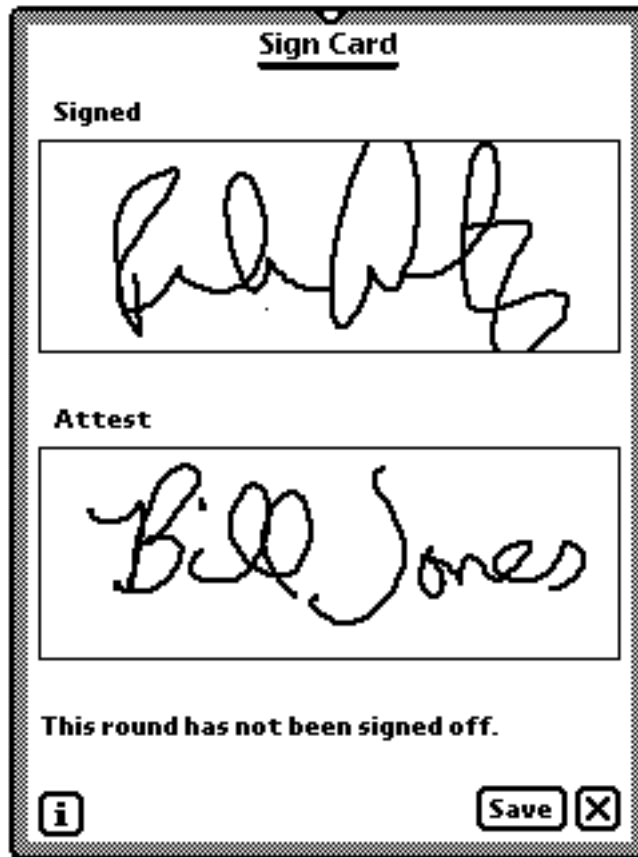 Sign Card
Signed
Attest
Bill Jones
This round has not been signed off.
i
Save